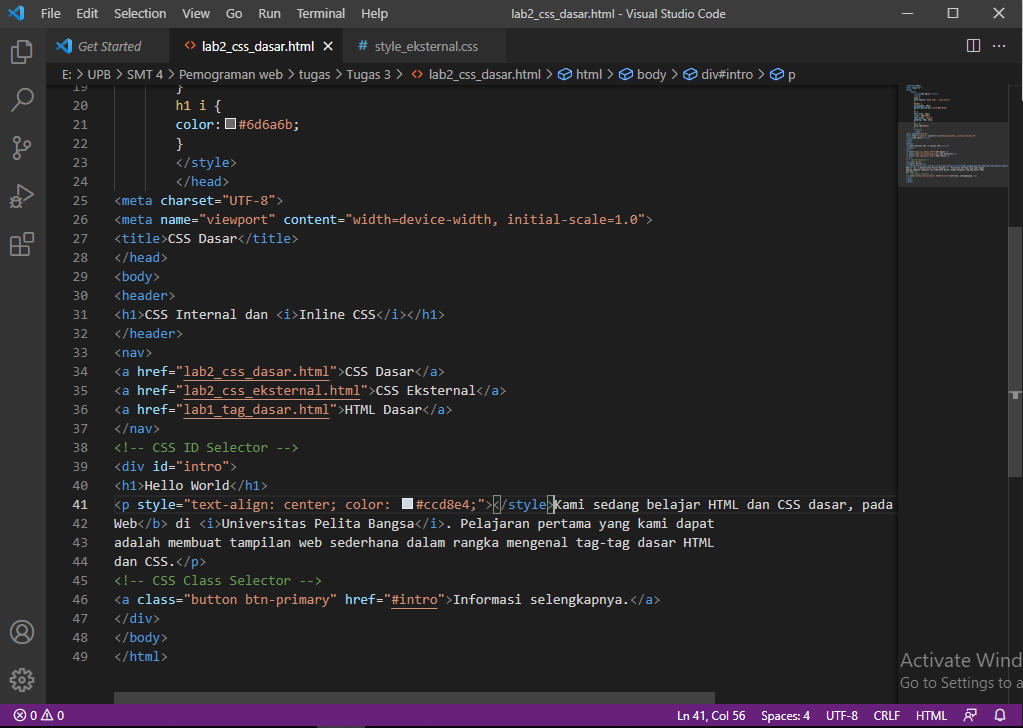 File Edit Selection View Go Run Terminal Help lab2_css_dasar.html - Visual Studio Code
Get Started lab2_css_dasar.html style_eksternal.css
E: > UPB > SMT 4 > Pemograman web > tugas > Tugas 3 > lab2_css_dasar.html > html > body > div#intro > p
19 }
20 h1 i {
21 color: #6d6a6b;
22 }
23 </style>
24 </head>
25 <meta charset="UTF-8">
26 <meta name="viewport" content="width=device-width, initial-scale=1.0">
27 <title>CSS Dasar</title>
28 </head>
29 <body>
30 <header>
31 <h1>CSS Internal dan <i>Inline CSS</i></h1>
32 </header>
33 <nav>
34 <a href="lab2_css_dasar.html">CSS Dasar</a>
35 <a href="lab2_css_eksternal.html">CSS Eksternal</a>
36 <a href="lab1_tag_dasar.html">HTML Dasar</a>
37 </nav>
38 <!-- CSS ID Selector -->
39 <div id="intro">
40 <h1>Hello World</h1>
41 <p style="text-align: center; color: #ccd8e4;"></style>Kami sedang belajar HTML dan CSS dasar, pada
42 Web</b> di <i>Universitas Pelita Bangsa</i>. Pelajaran pertama yang kami dapat
43 adalah membuat tampilan web sederhana dalam rangka mengenal tag-tag dasar HTML
44 dan CSS.</p>
45 <!-- CSS Class Selector -->
46 <a class="button btn-primary" href="#intro">Informasi selengkapnya.</a>
47 </div>
48 </body>
49 </html>
Activate Wind
Go to Settings to a
0 0 Ln 41, Col 56 Spaces: 4 UTF-8 CRLF HTML